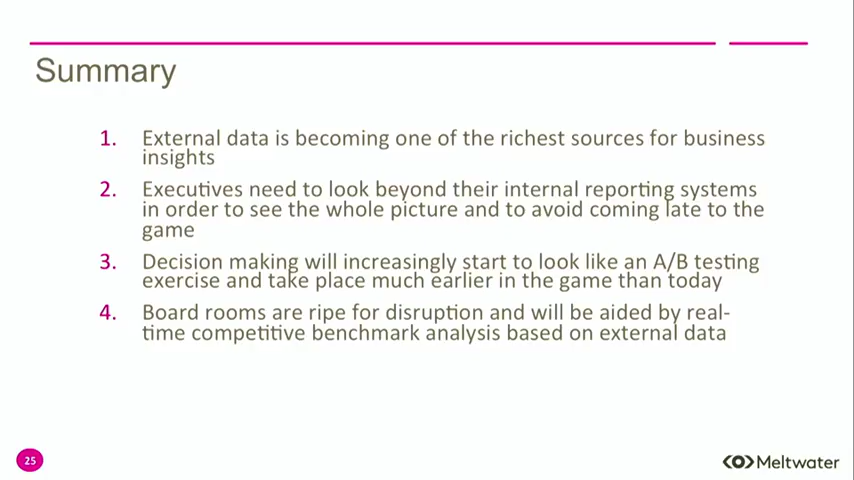 Summary
1. External data is becoming one of the richest sources for business
insights
2. Executives need to look beyond their internal reporting systems
in order to see the whole picture and to avoid coming late to the
game
3. Decision making will increasingly start to look like an A/B testing
exercise and take place much earlier in the game than today
4. Board rooms are ripe for disruption and will be aided by real-
time competitive benchmark analysis based on external data
25
Meltwater